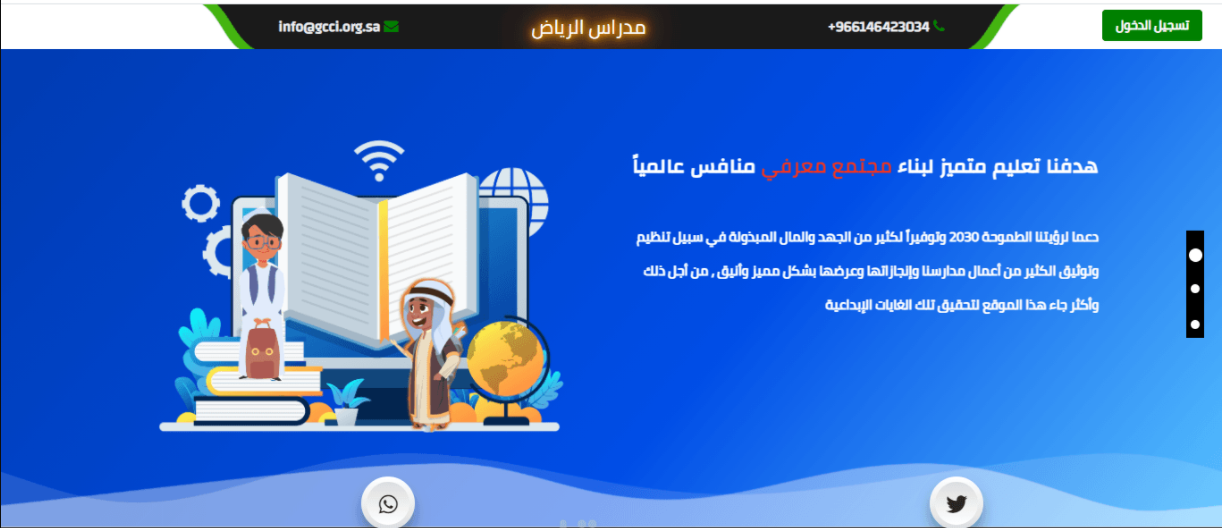 تسجيل الدخول
+966146423034
مدراس الرياض
info@gcci.org.sa
هدفنا تعليم متميز لبناء مجتمع معرفي منافس عالمياً
دعما لرؤيتنا الطموحة 2030 وتوفيراً لكثير من الجهد والمال المبذولة في سبيل تنظيم
وتوثيق الكثير من أعمال مدارسنا وإنجازاتها وعرضها بشكل مميز وأنيق , من أجل ذلك
وأكثر جاء هذا الموقع لتحقيق تلك الغايات الإبداعية